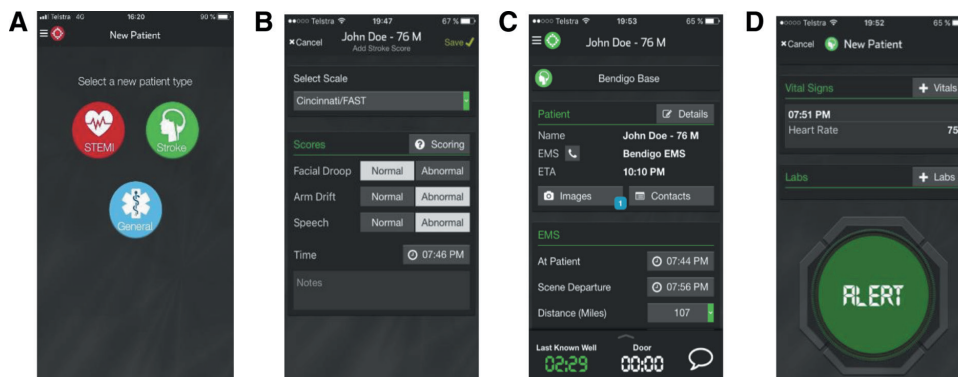 A
Telstra 4G 16:20 90 %
New Patient
Select a new patient type
STEMI
Stroke
General
B
Telstra 19:47 67 %
Cancel John Doe - 76 M Save
Add Stroke Score
Select Scale
Cincinnati/FAST
Scores Scoring
Facial Droop Normal Abnormal
Arm Drift Normal Abnormal
Speech Normal Abnormal
Time 07:46 PM
Notes
C
Telstra 19:53 65 %
John Doe - 76 M
Bendigo Base
Patient Details
Name John Doe - 76 M
EMS Bendigo EMS
ETA 10:10 PM
Images 1 Contacts
EMS
At Patient 07:44 PM
Scene Departure 07:56 PM
Distance (Miles) 107
Last Known Well Door
02:29 00:00
D
Telstra 19:52 65 %
Cancel New Patient
Vital Signs + Vitals
07:51 PM
Heart Rate 75
Labs + Labs
ALERT